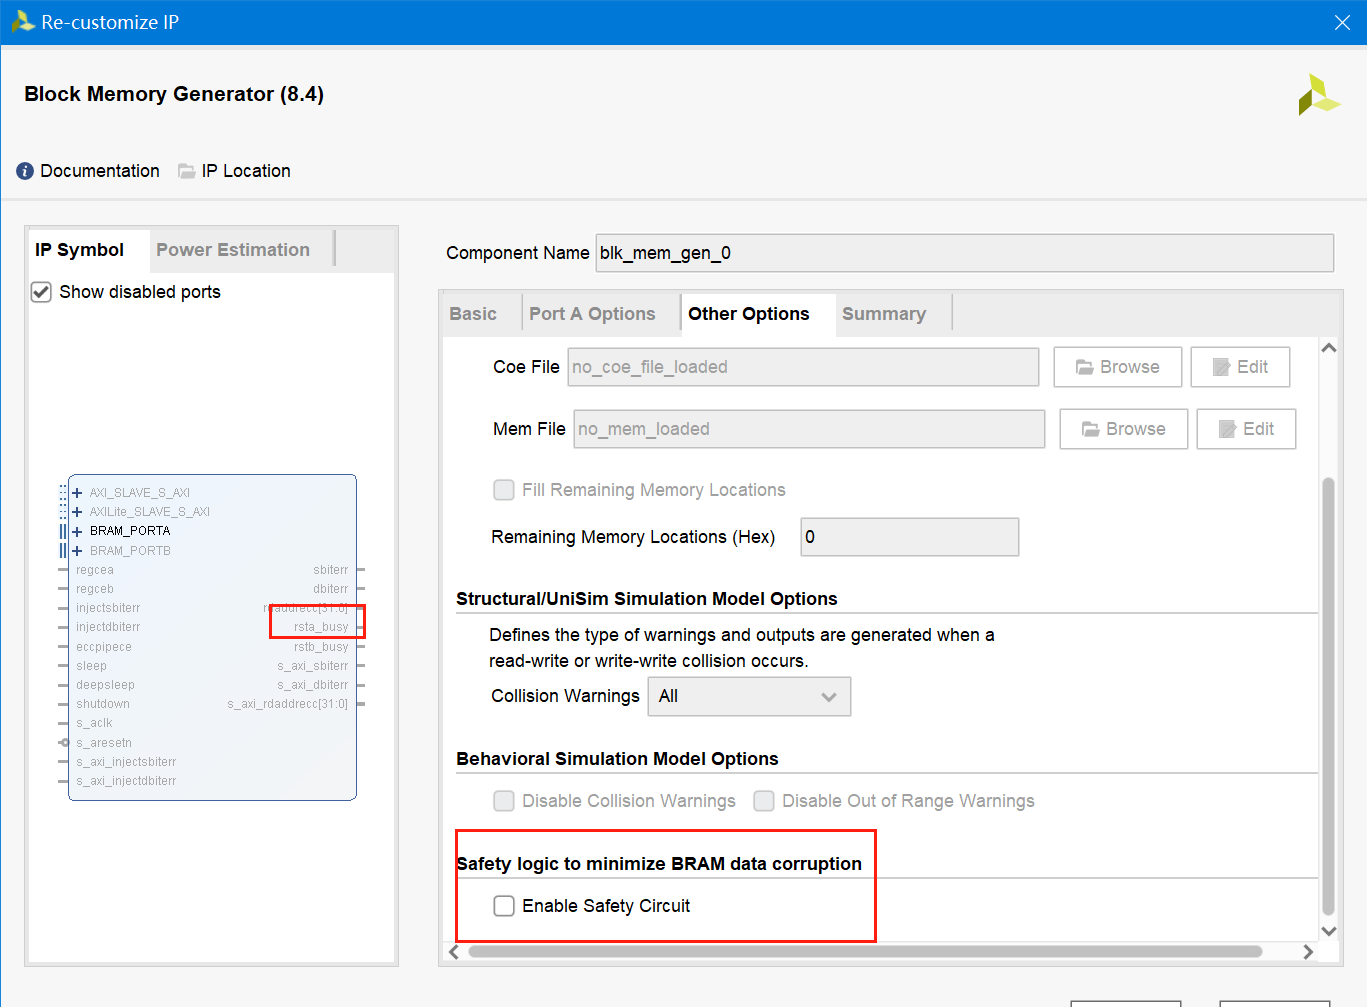 Re-customize IP
Block Memory Generator (8.4)
Documentation IP Location
IP Symbol Power Estimation
Show disabled ports
AXI_SLAVE_S_AXI
AXILite_SLAVE_S_AXI
BRAM_PORTA
BRAM_PORTB
regcea sbiterr
regceb dbiterr
injectsbiterr rdaddrecc[31:0]
injectdbiterr rsta_busy
eccpipece rstb_busy
sleep s_axi_sbiterr
deepsleep s_axi_dbiterr
shutdown s_axi_rdaddrecc[31:0]
s_aclk
s_aresetn
s_axi_injectsbiterr
s_axi_injectdbiterr
Component Name blk_mem_gen_0
Basic Port A Options Other Options Summary
Coe File no_coe_file_loaded Browse Edit
Mem File no_mem_loaded Browse Edit
Fill Remaining Memory Locations
Remaining Memory Locations (Hex) 0
Structural/UniSim Simulation Model Options
Defines the type of warnings and outputs are generated when a
read-write or write-write collision occurs.
Collision Warnings All
Behavioral Simulation Model Options
Disable Collision Warnings Disable Out of Range Warnings
Safety logic to minimize BRAM data corruption
Enable Safety Circuit